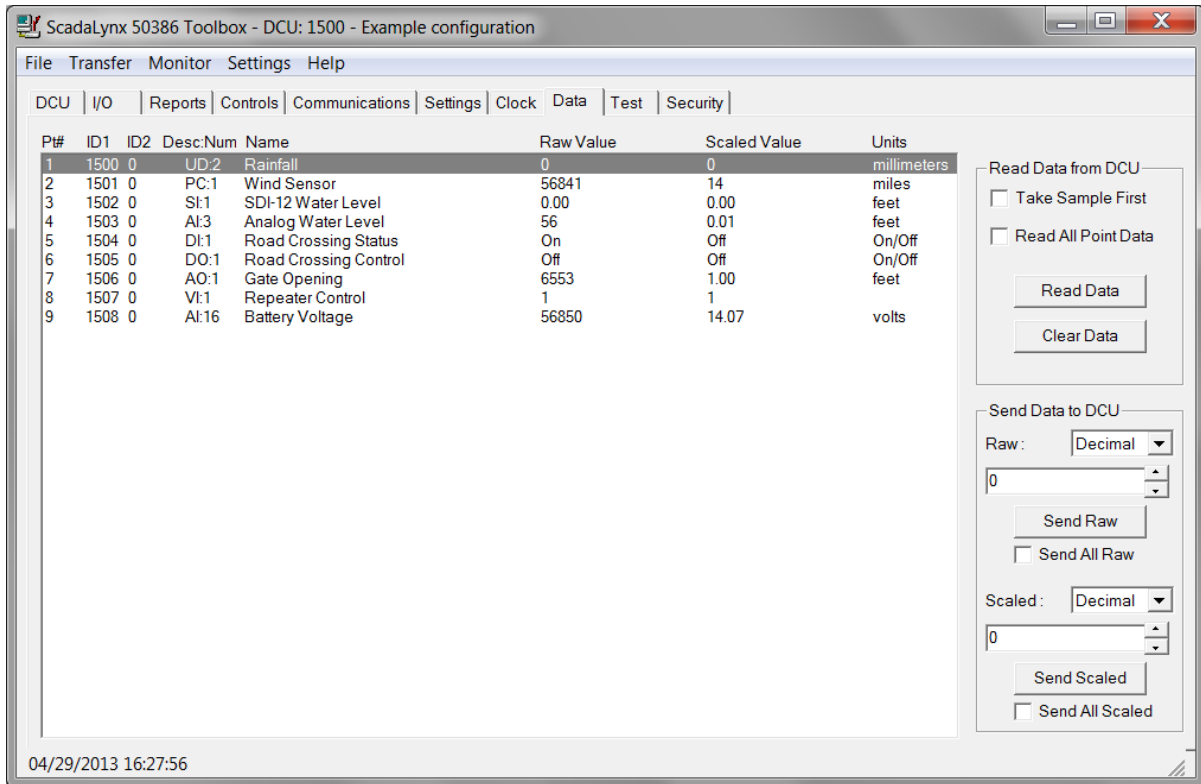 ScadaLynx 50386 Toolbox - DCU: 1500 - Example configuration
File Transfer Monitor Settings Help
DCU I/O Reports Controls Communications Settings Clock Data Test Security
Pt# ID1 ID2 Desc:Num Name Raw Value Scaled Value Units
1 1500 0 UD:2 Rainfall 0 0 millimeters
2 1501 0 PC:1 Wind Sensor 56841 14 miles
3 1502 0 SI:1 SDI-12 Water Level 0.00 0.00 feet
4 1503 0 AI:3 Analog Water Level 56 0.01 feet
5 1504 0 DI:1 Road Crossing Status On Off On/Off
6 1505 0 DO:1 Road Crossing Control Off Off On/Off
7 1506 0 AO:1 Gate Opening 6553 1.00 feet
8 1507 0 VI:1 Repeater Control 1 1
9 1508 0 AI:16 Battery Voltage 56850 14.07 volts
Read Data from DCU
Take Sample First
Read All Point Data
Read Data
Clear Data
Send Data to DCU
Raw : Decimal
0
Send Raw
Send All Raw
Scaled : Decimal
0
Send Scaled
Send All Scaled
04/29/2013 16:27:56